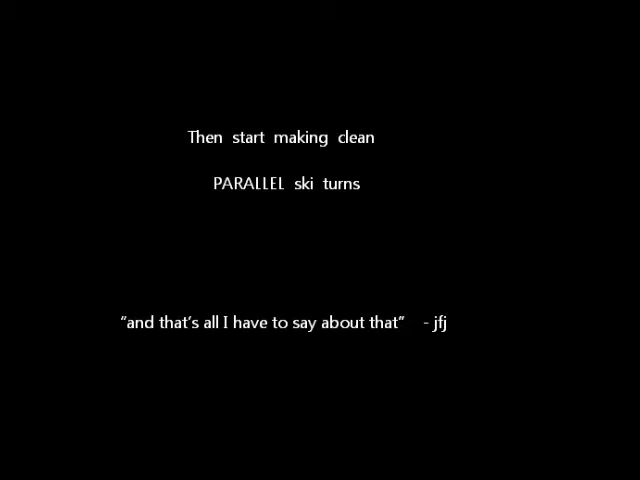 Then start making clean
PARALLEL ski turns
“and that’s all I have to say about that” - jfj